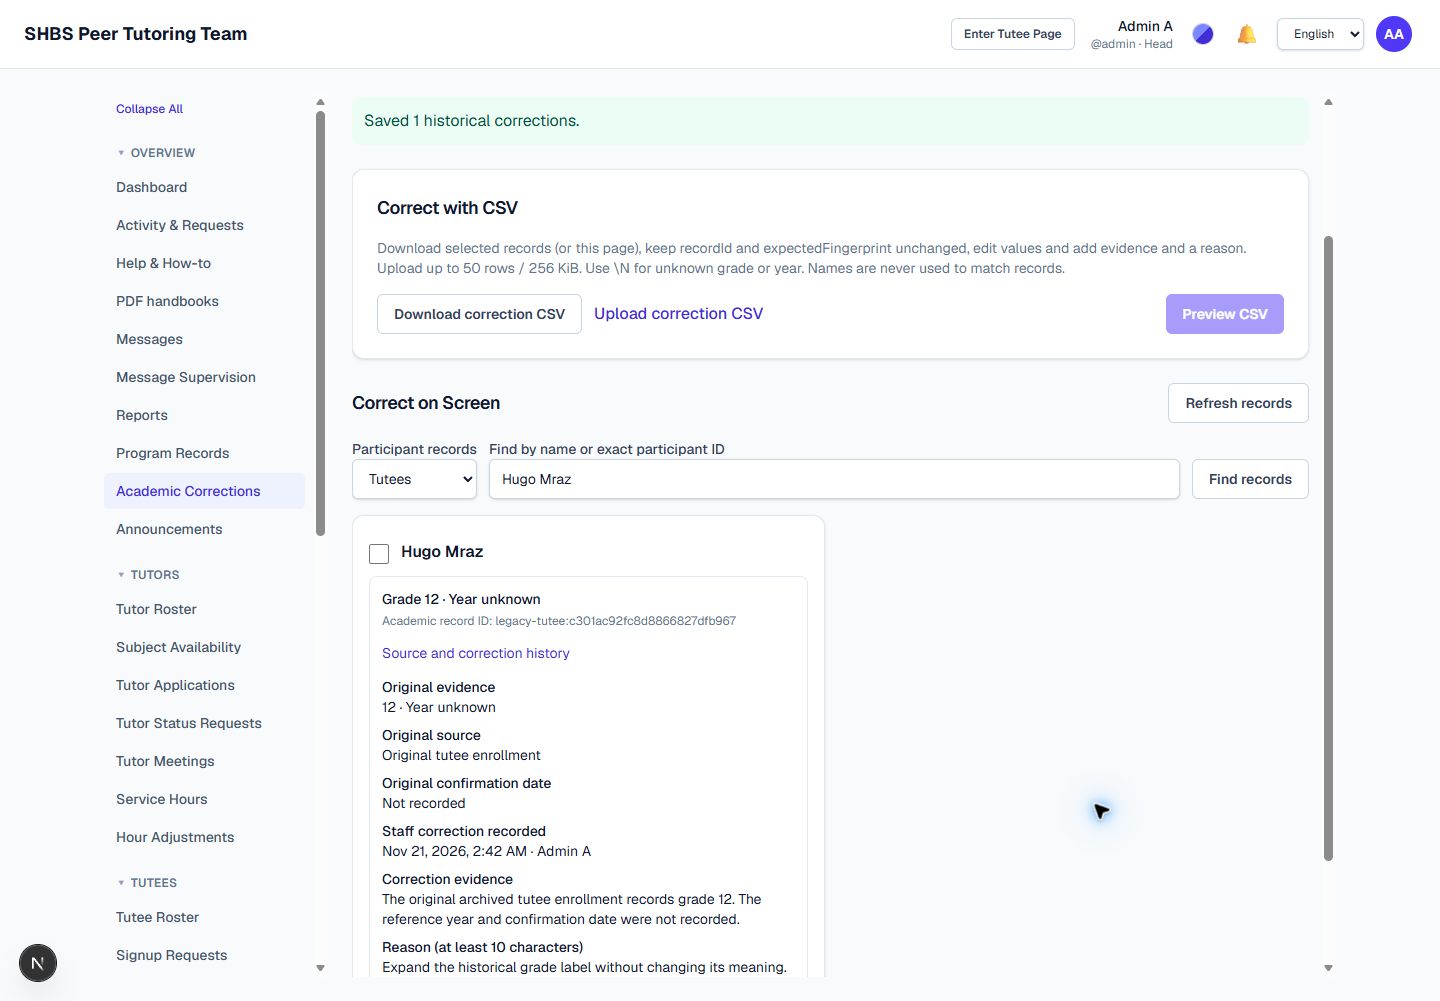 SHBS Peer Tutoring Team
Enter Tutee Page
Admin A
@admin · Head
English
AA
Collapse All
OVERVIEW
Dashboard
Activity & Requests
Help & How-to
PDF handbooks
Messages
Message Supervision
Reports
Program Records
Academic Corrections
Announcements
TUTORS
Tutor Roster
Subject Availability
Tutor Applications
Tutor Status Requests
Tutor Meetings
Service Hours
Hour Adjustments
TUTEES
Tutee Roster
Signup Requests
N
Saved 1 historical corrections.
Correct with CSV
Download selected records (or this page), keep recordId and expectedFingerprint unchanged, edit values and add evidence and a reason.
Upload up to 50 rows / 256 KiB. Use \N for unknown grade or year. Names are never used to match records.
Download correction CSV
Upload correction CSV
Preview CSV
Correct on Screen
Refresh records
Participant records
Find by name or exact participant ID
Tutees
Hugo Mraz
Find records
Hugo Mraz
Grade 12 · Year unknown
Academic record ID: legacy-tutee:c301ac92fc8d8866827dfb967
Source and correction history
Original evidence
12 · Year unknown
Original source
Original tutee enrollment
Original confirmation date
Not recorded
Staff correction recorded
Nov 21, 2026, 2:42 AM · Admin A
Correction evidence
The original archived tutee enrollment records grade 12. The
reference year and confirmation date were not recorded.
Reason (at least 10 characters)
Expand the historical grade label without changing its meaning.